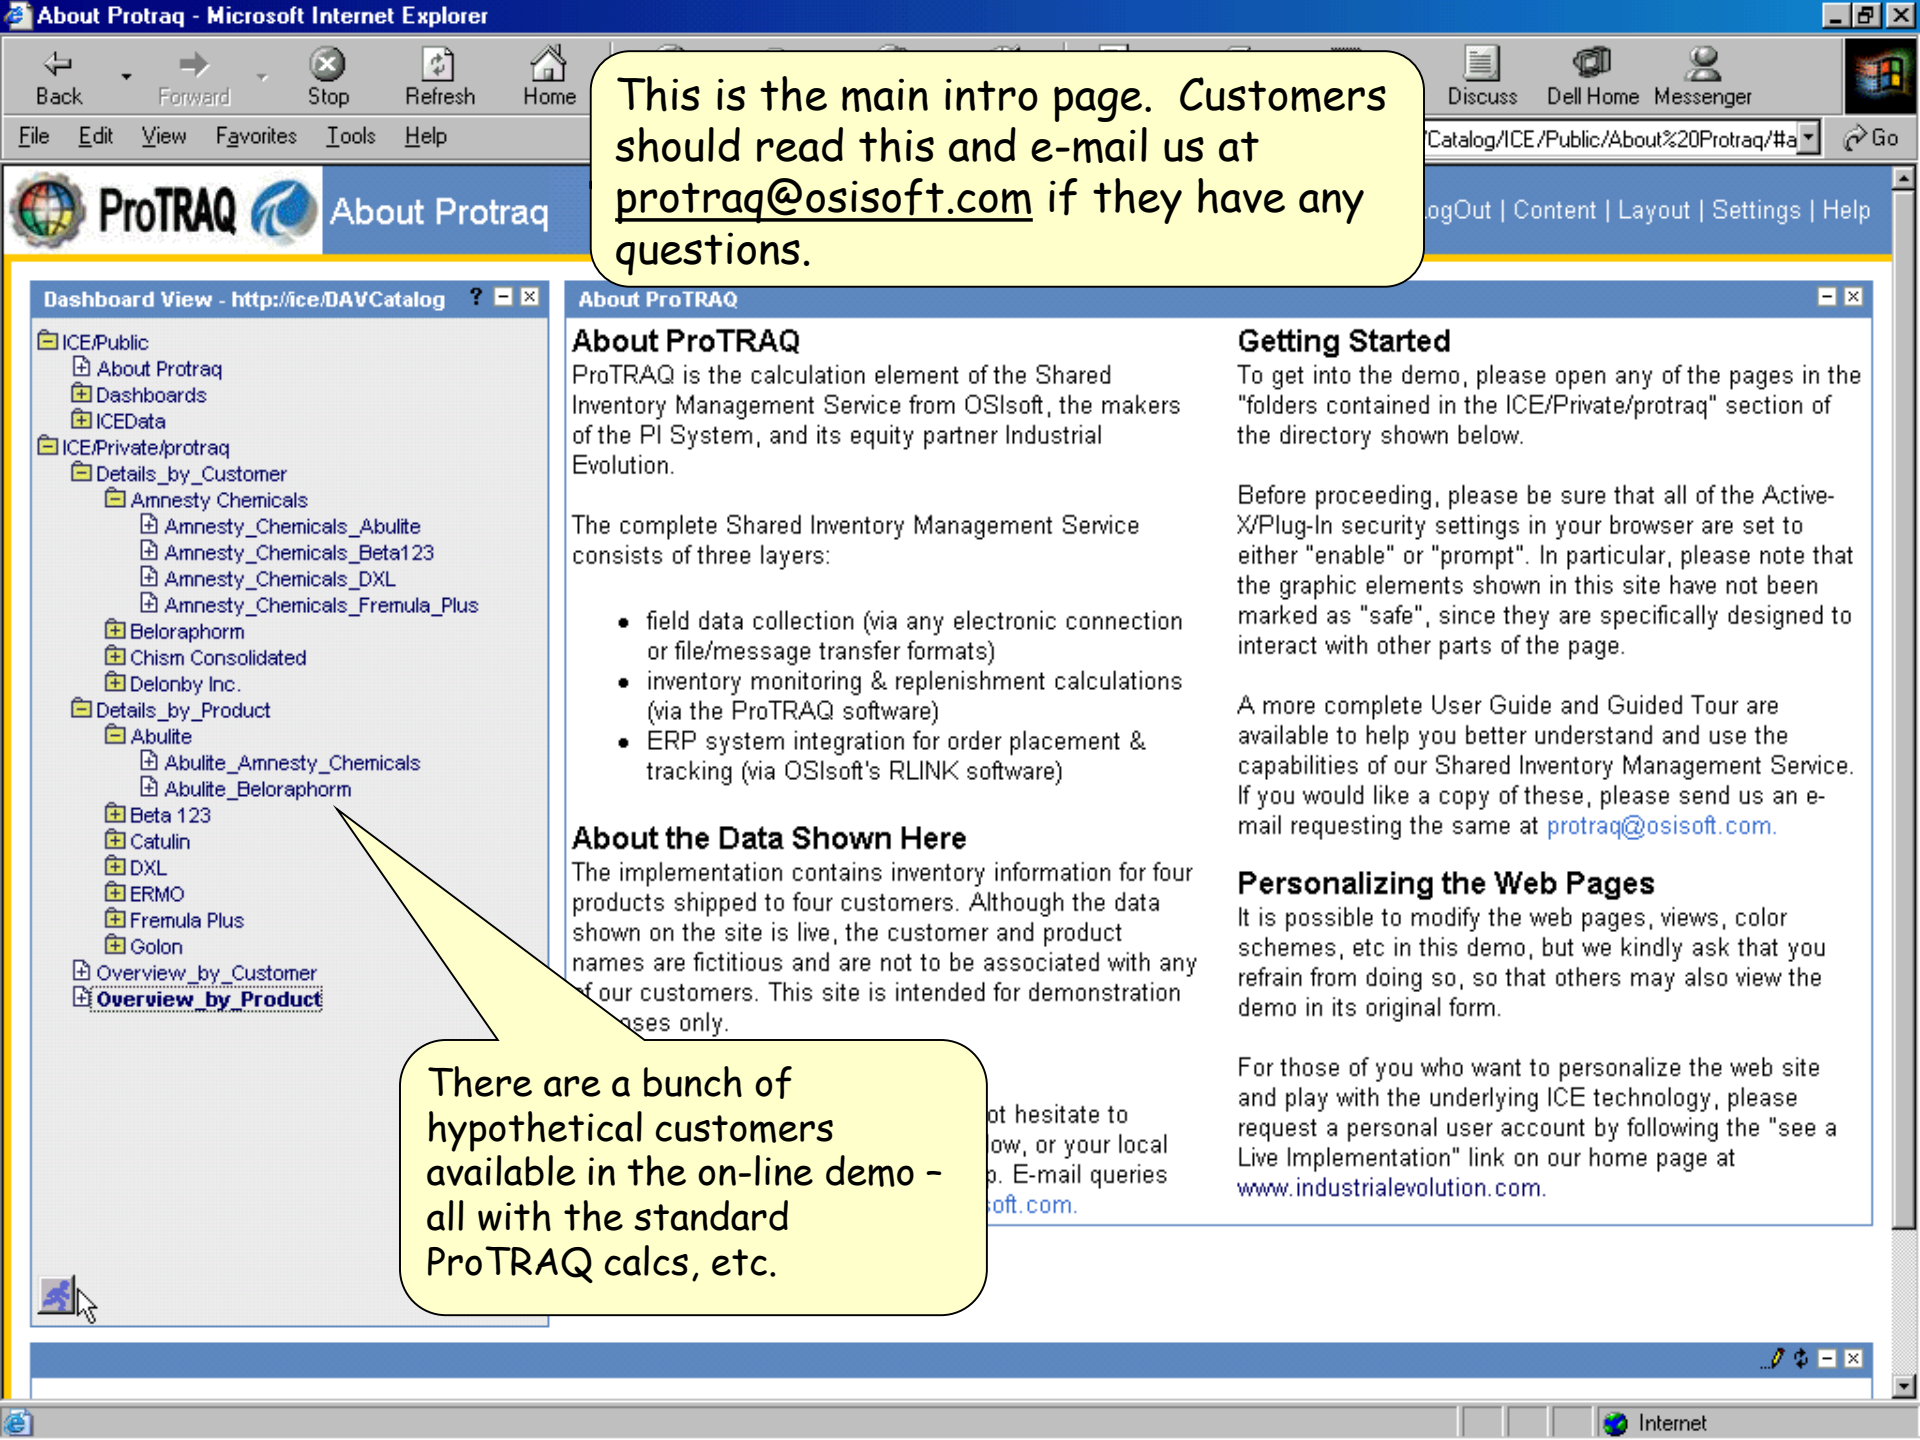 About Protraq - Microsoft Internet Explorer
Back
Forward
Stop
Refresh
Home
Discuss
Dell Home
Messenger
File Edit View Favorites Tools Help
/Catalog/ICE/Public/About%20Protraq/#a
Go
This is the main intro page. Customers
should read this and e-mail us at
protraq@osisoft.com if they have any
questions.
ProTRAQ
About Protraq
ogOut | Content | Layout | Settings | Help
Dashboard View - http://ice/DAVCatalog ?
ICE/Public
About Protraq
Dashboards
ICEData
ICE/Private/protraq
Details_by_Customer
Amnesty Chemicals
Amnesty_Chemicals_Abulite
Amnesty_Chemicals_Beta123
Amnesty_Chemicals_DXL
Amnesty_Chemicals_Fremula_Plus
Beloraphorm
Chism Consolidated
Delonby Inc.
Details_by_Product
Abulite
Abulite_Amnesty_Chemicals
Abulite_Beloraphorm
Beta 123
Catulin
DXL
ERMO
Fremula Plus
Golon
Overview_by_Customer
Overview_by_Product
About ProTRAQ
About ProTRAQ
ProTRAQ is the calculation element of the Shared
Inventory Management Service from OSIsoft, the makers
of the PI System, and its equity partner Industrial
Evolution.
The complete Shared Inventory Management Service
consists of three layers:
• field data collection (via any electronic connection
or file/message transfer formats)
• inventory monitoring & replenishment calculations
(via the ProTRAQ software)
• ERP system integration for order placement &
tracking (via OSIsoft's RLINK software)
About the Data Shown Here
The implementation contains inventory information for four
products shipped to four customers. Although the data
shown on the site is live, the customer and product
names are fictitious and are not to be associated with any
of our customers. This site is intended for demonstration
oses only.
ot hesitate to
ow, or your local
p. E-mail queries
soft.com.
There are a bunch of
hypothetical customers
available in the on-line demo –
all with the standard
ProTRAQ calcs, etc.
Getting Started
To get into the demo, please open any of the pages in the
"folders contained in the ICE/Private/protraq" section of
the directory shown below.
Before proceeding, please be sure that all of the Active-
X/Plug-In security settings in your browser are set to
either "enable" or "prompt". In particular, please note that
the graphic elements shown in this site have not been
marked as "safe", since they are specifically designed to
interact with other parts of the page.
A more complete User Guide and Guided Tour are
available to help you better understand and use the
capabilities of our Shared Inventory Management Service.
If you would like a copy of these, please send us an e-
mail requesting the same at protraq@osisoft.com.
Personalizing the Web Pages
It is possible to modify the web pages, views, color
schemes, etc in this demo, but we kindly ask that you
refrain from doing so, so that others may also view the
demo in its original form.
For those of you who want to personalize the web site
and play with the underlying ICE technology, please
request a personal user account by following the "see a
Live Implementation" link on our home page at
www.industrialevolution.com.
Internet